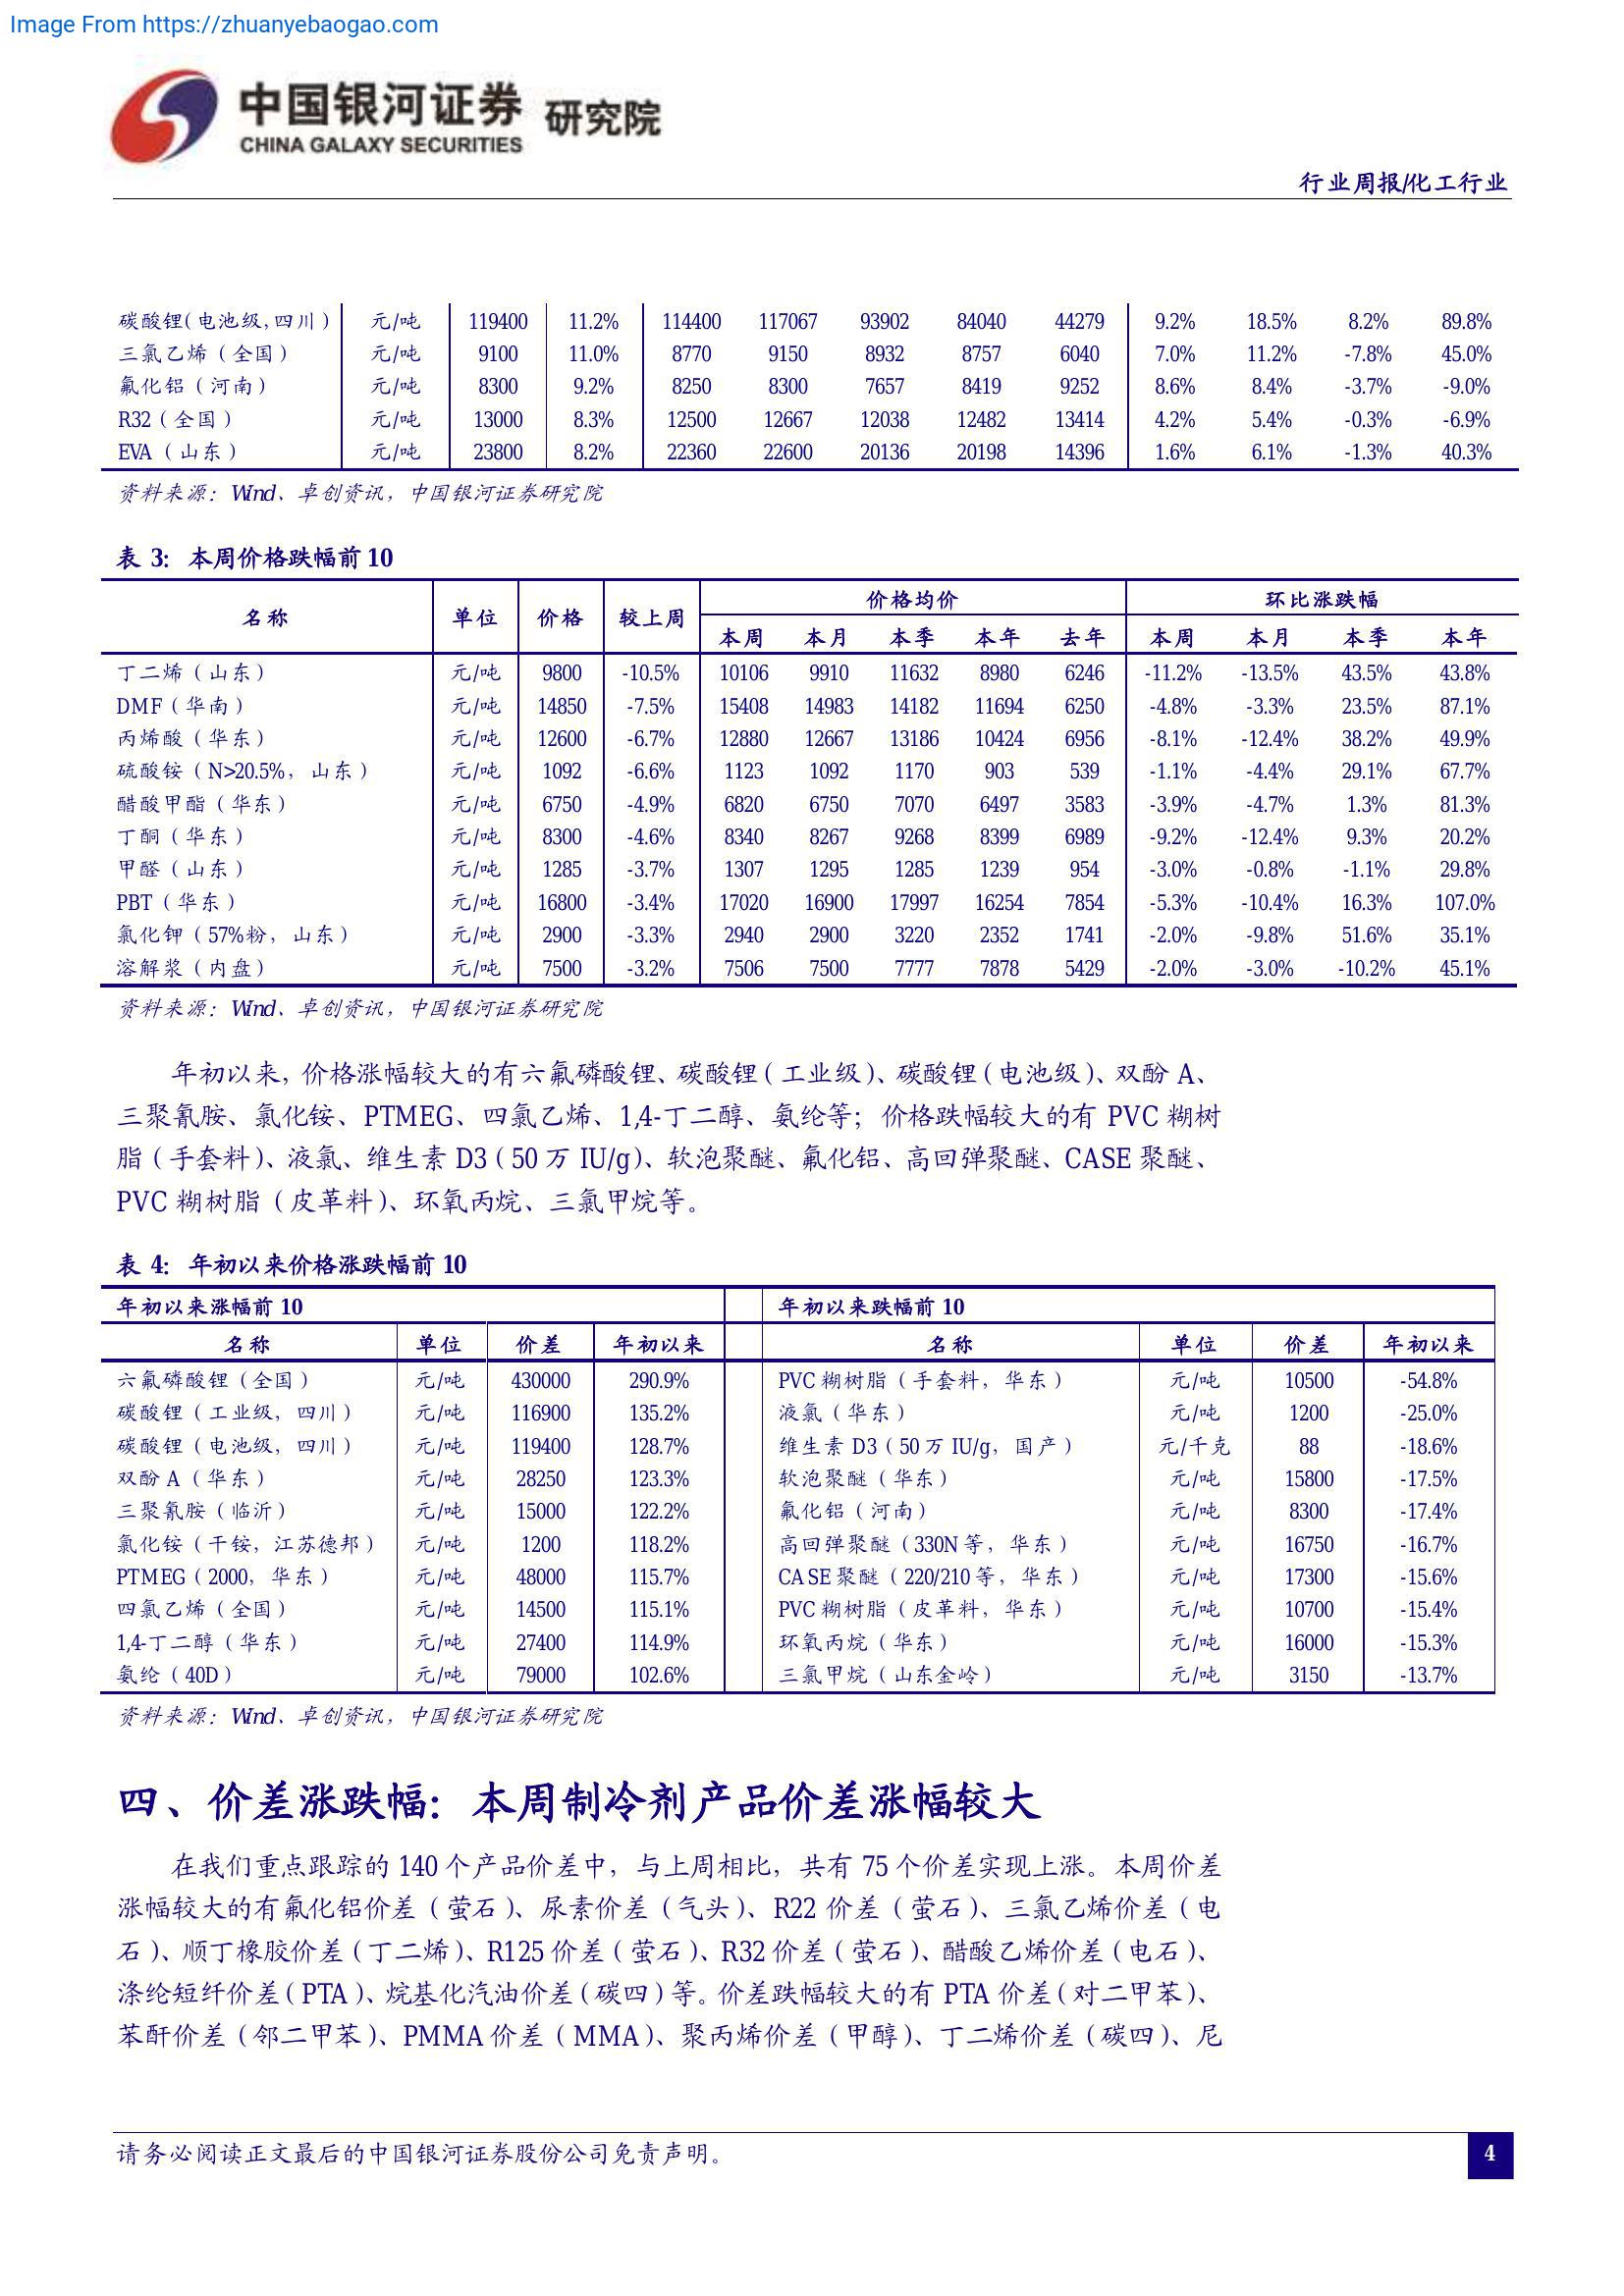 Image From https://zhuanyebaogao.com
中国银河证券 研究院
CHINA GALAXY SECURITIES
行业周报/化工行业
碳酸锂(电池级,四川) 元/吨 119400 11.2% 114400 117067 93902 84040 44279 9.2% 18.5% 8.2% 89.8%
三氯乙烯（全国） 元/吨 9100 11.0% 8770 9150 8932 8757 6040 7.0% 11.2% -7.8% 45.0%
氟化铝（河南） 元/吨 8300 9.2% 8250 8300 7657 8419 9252 8.6% 8.4% -3.7% -9.0%
R32（全国） 元/吨 13000 8.3% 12500 12667 12038 12482 13414 4.2% 5.4% -0.3% -6.9%
EVA（山东） 元/吨 23800 8.2% 22360 22600 20136 20198 14396 1.6% 6.1% -1.3% 40.3%
资料来源：Wind、卓创资讯，中国银河证券研究院
表 3：本周价格跌幅前 10
名称 单位 价格 较上周 价格均价 环比涨跌幅
本周 本月 本季 本年 去年 本周 本月 本季 本年
丁二烯（山东） 元/吨 9800 -10.5% 10106 9910 11632 8980 6246 -11.2% -13.5% 43.5% 43.8%
DMF（华南） 元/吨 14850 -7.5% 15408 14983 14182 11694 6250 -4.8% -3.3% 23.5% 87.1%
丙烯酸（华东） 元/吨 12600 -6.7% 12880 12667 13186 10424 6956 -8.1% -12.4% 38.2% 49.9%
硫酸铵（N>20.5%，山东） 元/吨 1092 -6.6% 1123 1092 1170 903 539 -1.1% -4.4% 29.1% 67.7%
醋酸甲酯（华东） 元/吨 6750 -4.9% 6820 6750 7070 6497 3583 -3.9% -4.7% 1.3% 81.3%
丁酮（华东） 元/吨 8300 -4.6% 8340 8267 9268 8399 6989 -9.2% -12.4% 9.3% 20.2%
甲醛（山东） 元/吨 1285 -3.7% 1307 1295 1285 1239 954 -3.0% -0.8% -1.1% 29.8%
PBT（华东） 元/吨 16800 -3.4% 17020 16900 17997 16254 7854 -5.3% -10.4% 16.3% 107.0%
氯化钾（57%粉，山东） 元/吨 2900 -3.3% 2940 2900 3220 2352 1741 -2.0% -9.8% 51.6% 35.1%
溶解浆（内盘） 元/吨 7500 -3.2% 7506 7500 7777 7878 5429 -2.0% -3.0% -10.2% 45.1%
资料来源：Wind、卓创资讯，中国银河证券研究院
年初以来，价格涨幅较大的有六氟磷酸锂、碳酸锂（工业级）、碳酸锂（电池级）、双酚 A、
三聚氰胺、氯化铵、PTMEG、四氯乙烯、1,4-丁二醇、氨纶等；价格跌幅较大的有 PVC 糊树
脂（手套料）、液氯、维生素 D3（50 万 IU/g）、软泡聚醚、氟化铝、高回弹聚醚、CASE 聚醚、
PVC 糊树脂（皮革料）、环氧丙烷、三氯甲烷等。
表 4：年初以来价格涨跌幅前 10
年初以来涨幅前 10 年初以来跌幅前 10
名称 单位 价差 年初以来 名称 单位 价差 年初以来
六氟磷酸锂（全国） 元/吨 430000 290.9% PVC 糊树脂（手套料，华东） 元/吨 10500 -54.8%
碳酸锂（工业级，四川） 元/吨 116900 135.2% 液氯（华东） 元/吨 1200 -25.0%
碳酸锂（电池级，四川） 元/吨 119400 128.7% 维生素 D3（50 万 IU/g，国产） 元/千克 88 -18.6%
双酚 A（华东） 元/吨 28250 123.3% 软泡聚醚（华东） 元/吨 15800 -17.5%
三聚氰胺（临沂） 元/吨 15000 122.2% 氟化铝（河南） 元/吨 8300 -17.4%
氯化铵（干铵，江苏德邦） 元/吨 1200 118.2% 高回弹聚醚（330N 等，华东） 元/吨 16750 -16.7%
PTMEG（2000，华东） 元/吨 48000 115.7% CASE 聚醚（220/210 等，华东） 元/吨 17300 -15.6%
四氯乙烯（全国） 元/吨 14500 115.1% PVC 糊树脂（皮革料，华东） 元/吨 10700 -15.4%
1,4-丁二醇（华东） 元/吨 27400 114.9% 环氧丙烷（华东） 元/吨 16000 -15.3%
氨纶（40D） 元/吨 79000 102.6% 三氯甲烷（山东金岭） 元/吨 3150 -13.7%
资料来源：Wind、卓创资讯，中国银河证券研究院
四、价差涨跌幅：本周制冷剂产品价差涨幅较大
在我们重点跟踪的 140 个产品价差中，与上周相比，共有 75 个价差实现上涨。本周价差
涨幅较大的有氟化铝价差（萤石）、尿素价差（气头）、R22 价差（萤石）、三氯乙烯价差（电
石）、顺丁橡胶价差（丁二烯）、R125 价差（萤石）、R32 价差（萤石）、醋酸乙烯价差（电石）、
涤纶短纤价差（PTA）、烷基化汽油价差（碳四）等。价差跌幅较大的有 PTA 价差（对二甲苯）、
苯酐价差（邻二甲苯）、PMMA 价差（MMA）、聚丙烯价差（甲醇）、丁二烯价差（碳四）、尼
请务必阅读正文最后的中国银河证券股份公司免责声明。
4